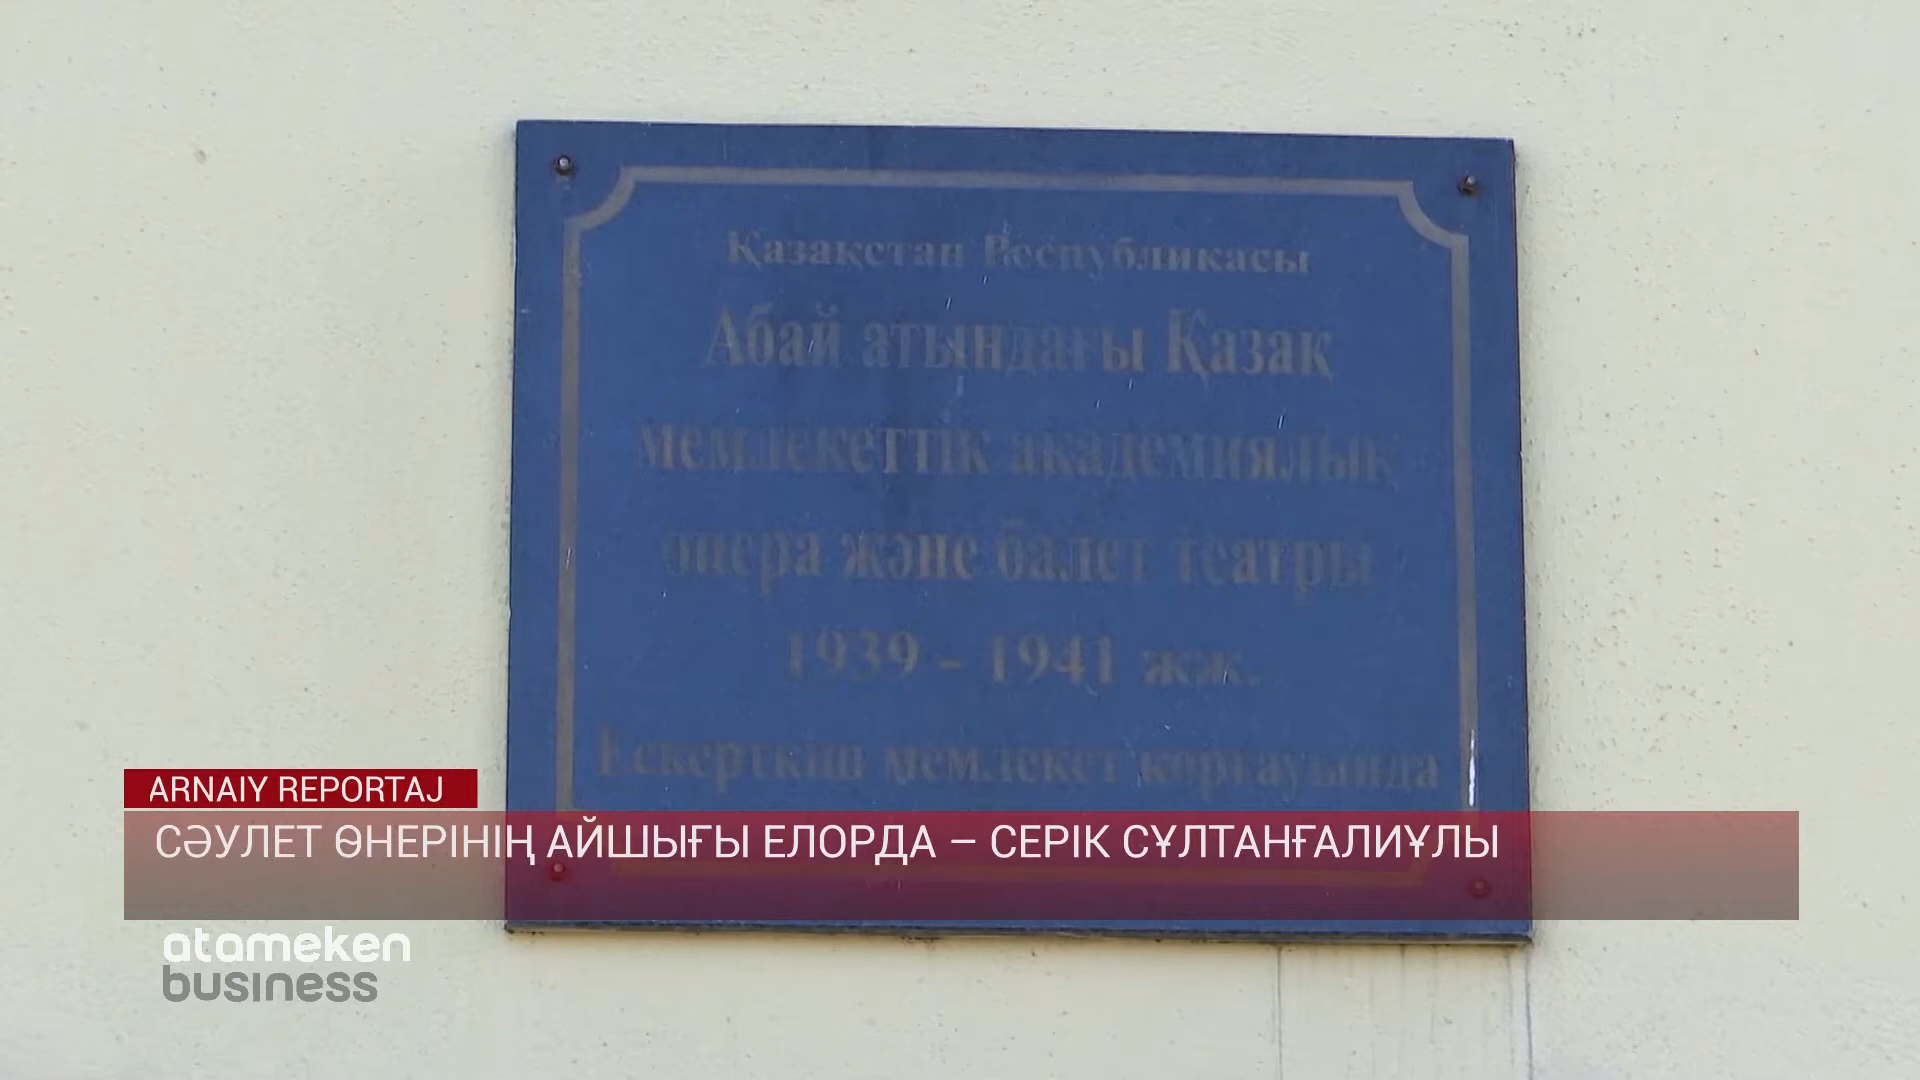 Қазақстан Республикасы
Абай атындағы Қазақ
мемлекеттік академиялық
опера және балет театры
1939 - 1941 жж.
Ескерткіш мемлекет қорғауында
ARNAIY REPORTAJ
СӘУЛЕТ ӨНЕРІНІҢ АЙШЫҒЫ ЕЛОРДА – СЕРІК СҰЛТАНҒАЛИҰЛЫ
atameken
business